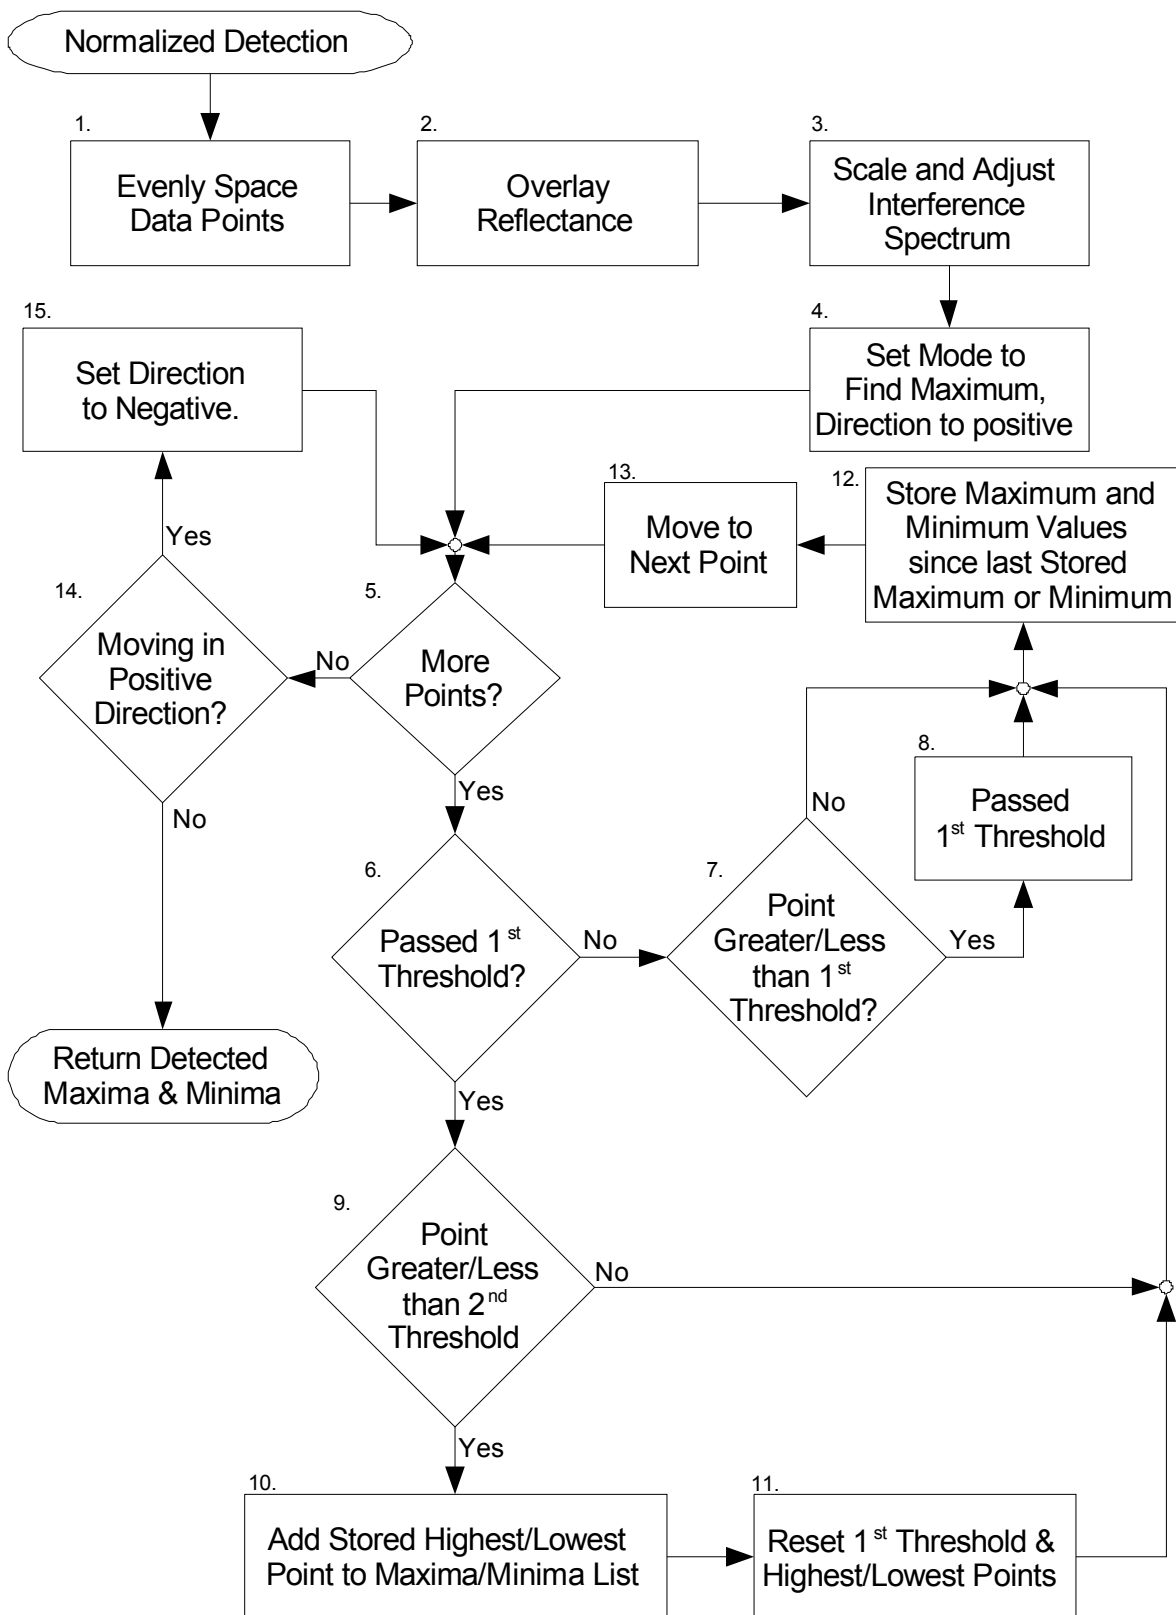 Normalized Detection
1.
Evenly Space
Data Points
2.
Overlay
Reflectance
3.
Scale and Adjust
Interference
Spectrum
4.
Set Mode to
Find Maximum,
Direction to positive
15.
Set Direction
to Negative.
13.
Move to
Next Point
12.
Store Maximum and
Minimum Values
since last Stored
Maximum or Minimum
Yes
14.
Moving in
Positive
Direction?
No
No
5.
More
Points?
Yes
8.
Passed
1st Threshold
6.
Passed 1st
Threshold?
No
Yes
7.
No
Point
Greater/Less
than 1st
Threshold?
Yes
Return Detected
Maxima & Minima
9.
Point
Greater/Less
than 2nd
Threshold
No
Yes
10.
Add Stored Highest/Lowest
Point to Maxima/Minima List
11.
Reset 1st Threshold &
Highest/Lowest Points